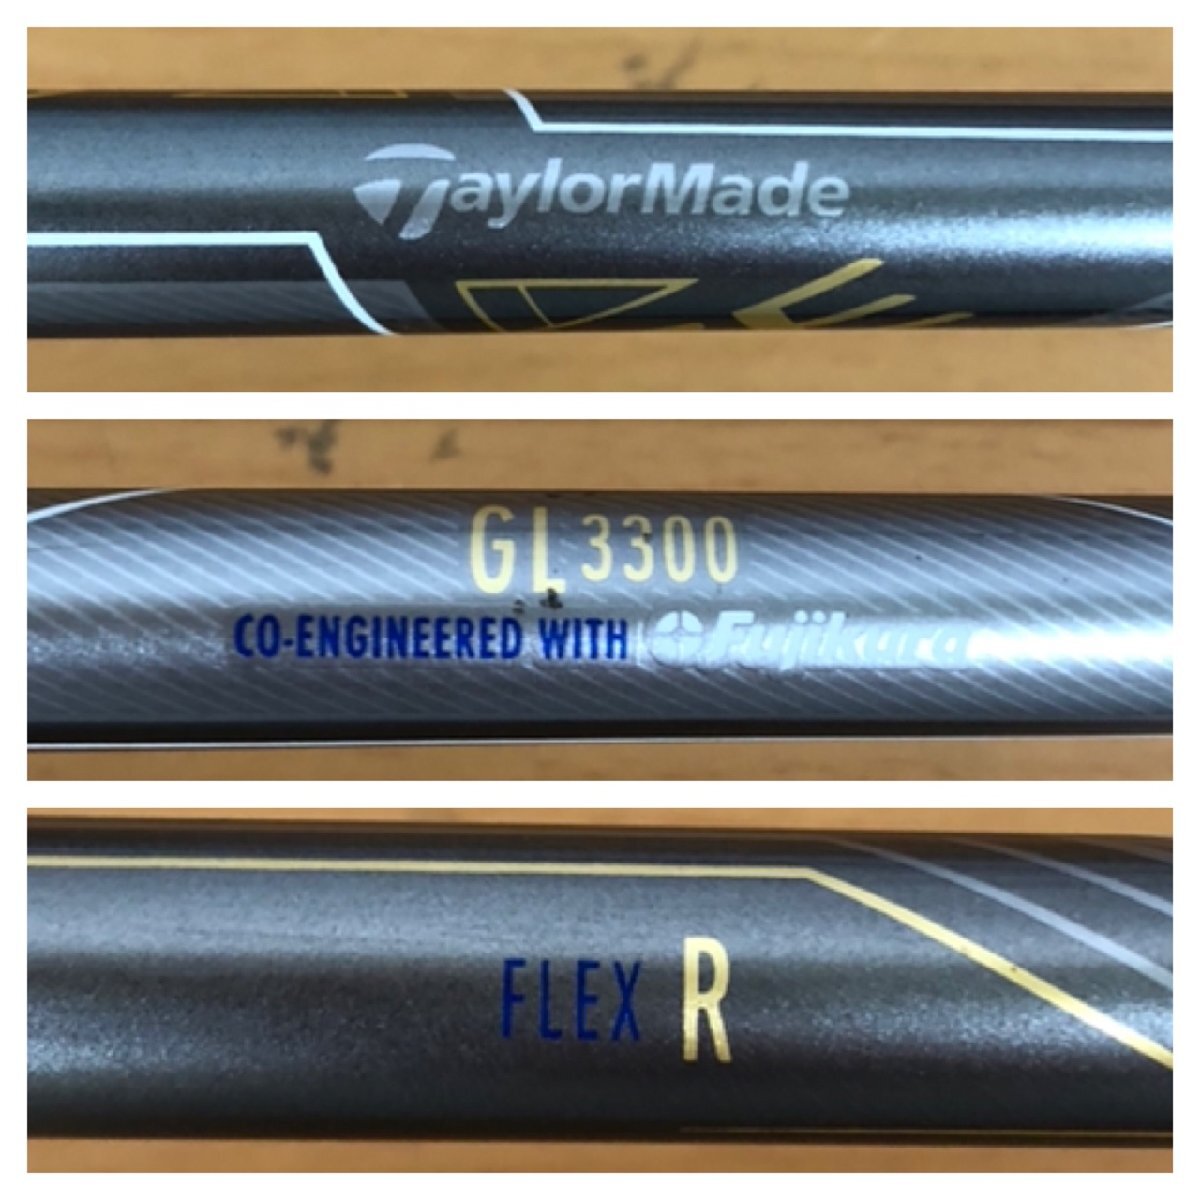 TaylorMade
GL 3300
CO-ENGINEERED WITH Fujikura
FLEX R